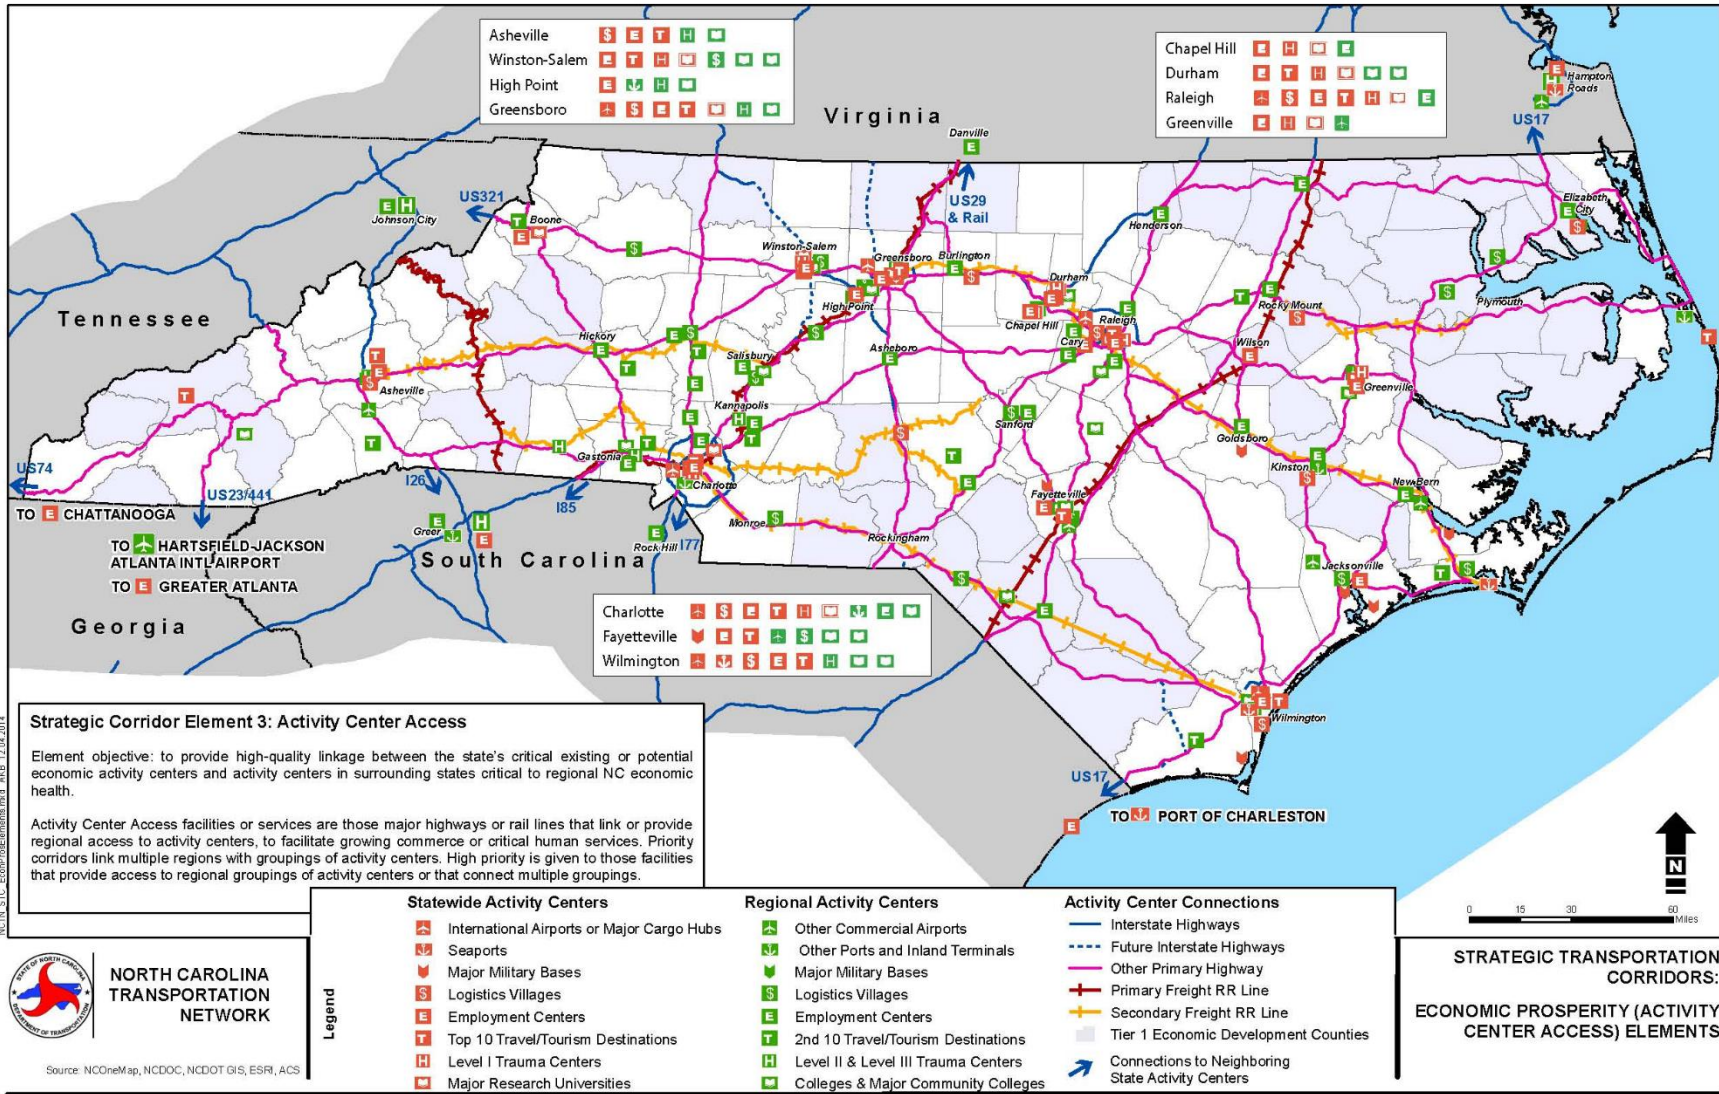 Asheville $ E T H
Winston-Salem E T H $
High Point E H
Greensboro $ E T H
Chapel Hill E H E
Durham E T H
Raleigh $ E T H E
Greenville E H
Virginia
Hampton
Roads
US17
Danville
E
US29
& Rail
US321
Johnson City
E H
Boone
Winston-Salem
Greensboro
Burlington
High Point
Durham
Chapel Hill
Raleigh
Cary
Henderson
Elizabeth
City
Rocky Mount
Plymouth
Tennessee
Hickory
Salisbury
Asheboro
Wilson
Asheville
Kannapolis
Greenville
Sanford
Goldsboro
Gastonia
Charlotte
Kinston
New Bern
Fayetteville
US74
US23/441
I26
I85
I77
TO E CHATTANOOGA
Greer
Rock Hill
Monroe
Rockingham
Jacksonville
TO HARTSFIELD-JACKSON
ATLANTA INTL AIRPORT
TO E GREATER ATLANTA
South Carolina
Georgia
Charlotte $ E T H E
Fayetteville E T $
Wilmington $ E T H
Wilmington
US17
TO PORT OF CHARLESTON
Strategic Corridor Element 3: Activity Center Access
Element objective: to provide high-quality linkage between the state's critical existing or potential
economic activity centers and activity centers in surrounding states critical to regional NC economic
health.
Activity Center Access facilities or services are those major highways or rail lines that link or provide
regional access to activity centers, to facilitate growing commerce or critical human services. Priority
corridors link multiple regions with groupings of activity centers. High priority is given to those facilities
that provide access to regional groupings of activity centers or that connect multiple groupings.
N
0 15 30 60
Miles
Legend
Statewide Activity Centers
International Airports or Major Cargo Hubs
Seaports
Major Military Bases
$ Logistics Villages
E Employment Centers
T Top 10 Travel/Tourism Destinations
H Level I Trauma Centers
Major Research Universities
Regional Activity Centers
Other Commercial Airports
Other Ports and Inland Terminals
Major Military Bases
$ Logistics Villages
E Employment Centers
T 2nd 10 Travel/Tourism Destinations
H Level II & Level III Trauma Centers
Colleges & Major Community Colleges
Activity Center Connections
Interstate Highways
Future Interstate Highways
Other Primary Highway
Primary Freight RR Line
Secondary Freight RR Line
Tier 1 Economic Development Counties
Connections to Neighboring
State Activity Centers
STATE OF NORTH CAROLINA
DEPARTMENT OF TRANSPORTATION
NORTH CAROLINA
TRANSPORTATION
NETWORK
Source: NCOneMap, NCDOC, NCDOT GIS, ESRI, ACS
STRATEGIC TRANSPORTATION
CORRIDORS:
ECONOMIC PROSPERITY (ACTIVITY
CENTER ACCESS) ELEMENTS